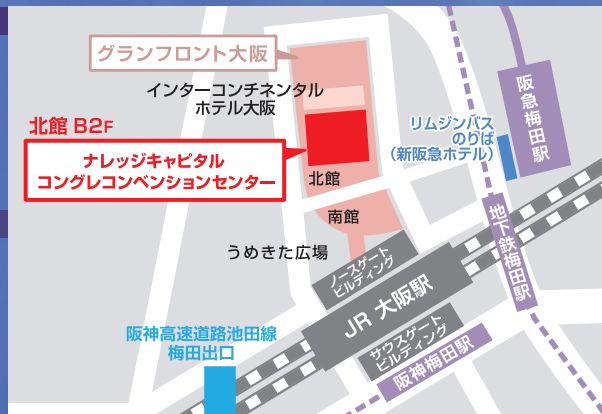 グランフロント大阪
インターコンチネンタル
ホテル大阪
北館 B2F
ナレッジキャピタル
コングレコンベンションセンター
北館
南館
うめきた広場
リムジンバス
のりば
(新阪急ホテル)
阪急梅田駅
地下鉄梅田駅
ノースゲート
ビルディング
JR 大阪駅
サウスゲート
ビルディング
阪神梅田駅
阪神高速道路池田線
梅田出口